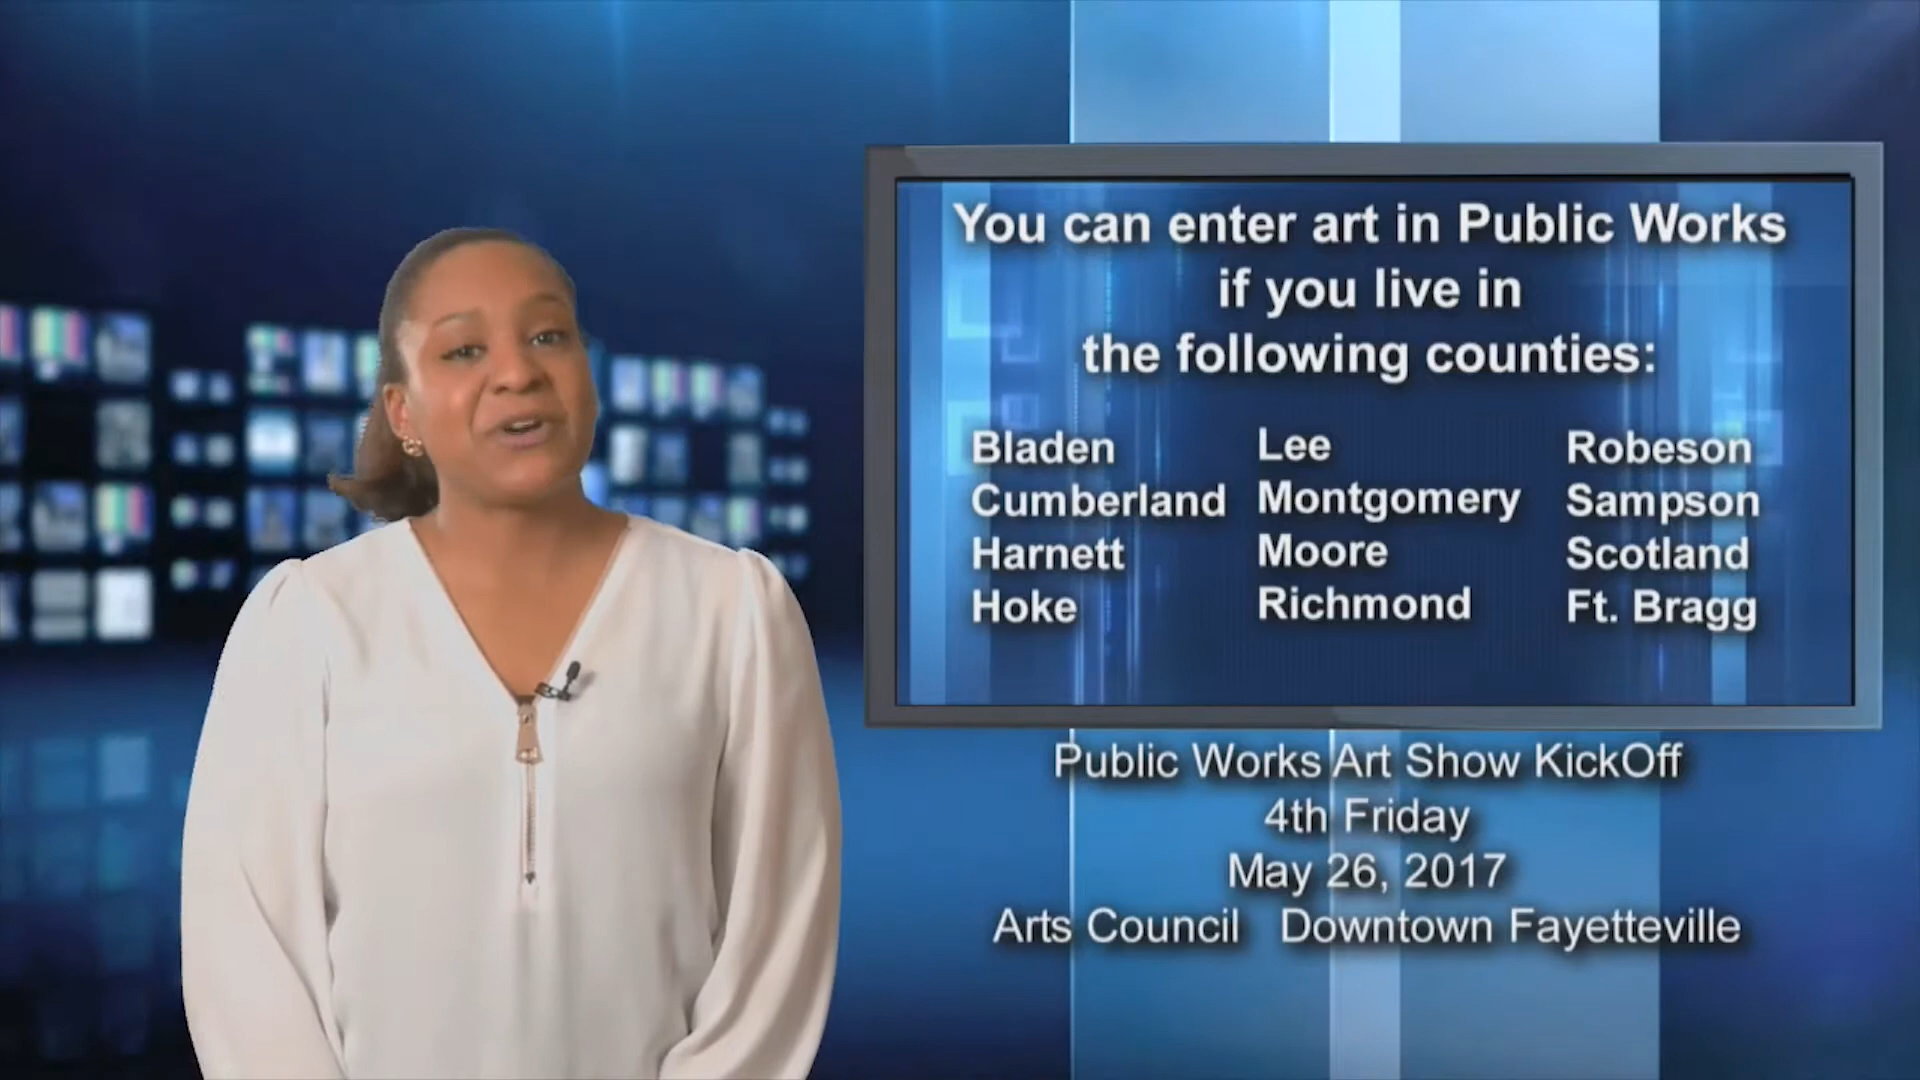 You can enter art in Public Works
if you live in
the following counties:
Bladen Lee Robeson
Cumberland Montgomery Sampson
Harnett Moore Scotland
Hoke Richmond Ft. Bragg
Public Works Art Show KickOff
4th Friday
May 26, 2017
Arts Council Downtown Fayetteville